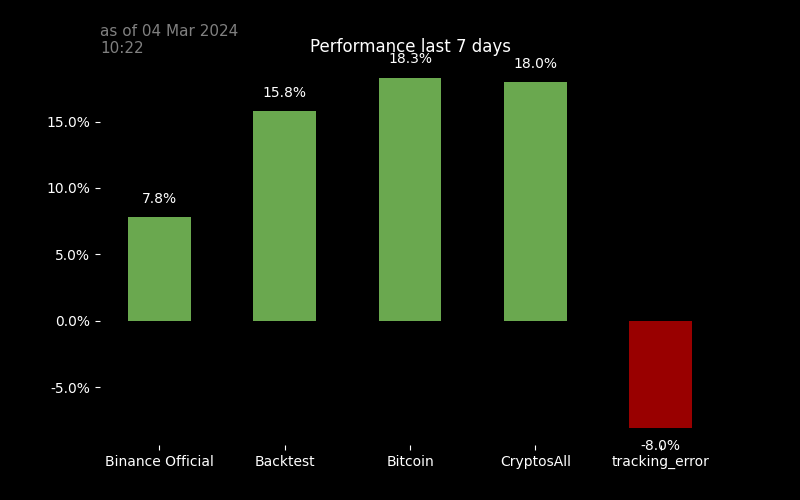 as of 04 Mar 2024
10:22
Performance last 7 days
18.3%
18.0%
15.8%
7.8%
15.0%
10.0%
5.0%
0.0%
-5.0%
-8.0%
Binance Official
Backtest
Bitcoin
CryptosAll
tracking_error